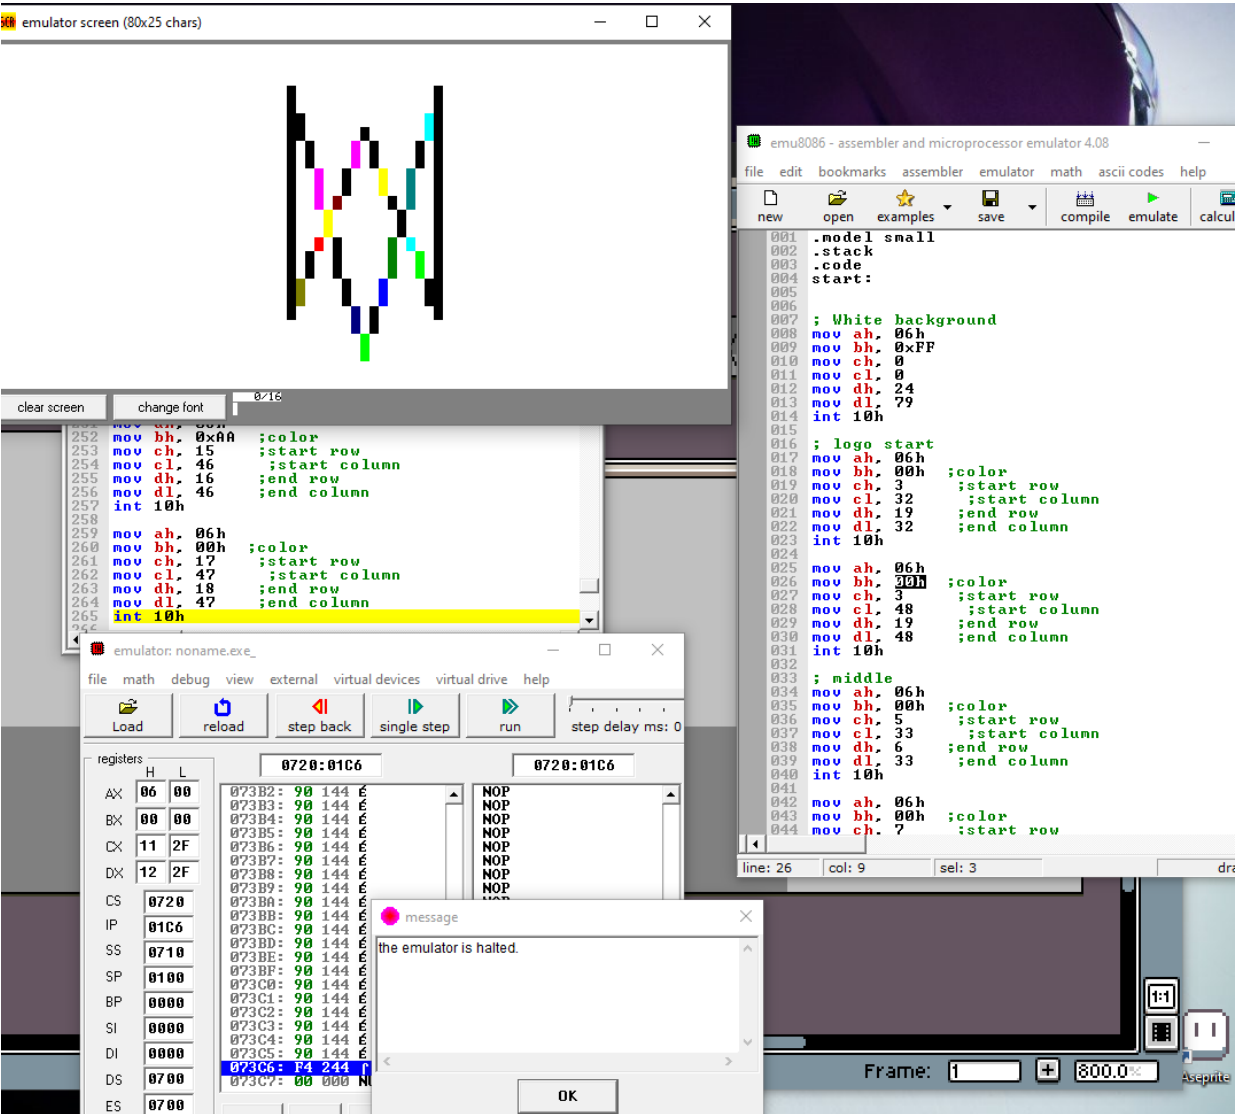 emulator screen (80x25 chars)
clear screen
change font
0/16
252 mov bh, 0xAA ;color
253 mov ch, 15 ;start row
254 mov cl, 46 ;start column
255 mov dh, 16 ;end row
256 mov dl, 46 ;end column
257 int 10h
258
259 mov ah, 06h
260 mov bh, 00h ;color
261 mov ch, 17 ;start row
262 mov cl, 47 ;start column
263 mov dh, 18 ;end row
264 mov dl, 47 ;end column
265 int 10h
emu8086 - assembler and microprocessor emulator 4.08
file edit bookmarks assembler emulator math ascii codes help
new open examples save compile emulate calcul
001 .model small
002 .stack
003 .code
004 start:
005
006
007 ; White background
008 mov ah, 06h
009 mov bh, 0xFF
010 mov ch, 0
011 mov cl, 0
012 mov dh, 24
013 mov dl, 79
014 int 10h
015
016 ; logo start
017 mov ah, 06h
018 mov bh, 00h ;color
019 mov ch, 3 ;start row
020 mov cl, 32 ;start column
021 mov dh, 19 ;end row
022 mov dl, 32 ;end column
023 int 10h
024
025 mov ah, 06h
026 mov bh, 00h ;color
027 mov ch, 3 ;start row
028 mov cl, 48 ;start column
029 mov dh, 19 ;end row
030 mov dl, 48 ;end column
031 int 10h
032
033 ; middle
034 mov ah, 06h
035 mov bh, 00h ;color
036 mov ch, 5 ;start row
037 mov cl, 33 ;start column
038 mov dh, 6 ;end row
039 mov dl, 33 ;end column
040 int 10h
041
042 mov ah, 06h
043 mov bh, 00h ;color
044 mov ch, 7 ;start row
line: 26 col: 9 sel: 3 dra
emulator: noname.exe_
file math debug view external virtual devices virtual drive help
Load reload step back single step run step delay ms: 0
registers
H L
0720:01C6 0720:01C6
AX 06 00
BX 00 00
CX 11 2F
DX 12 2F
CS 0720
IP 01C6
SS 0710
SP 0100
BP 0000
SI 0000
DI 0000
DS 0700
ES 0700
073B2: 90 144 É NOP
073B3: 90 144 É NOP
073B4: 90 144 É NOP
073B5: 90 144 É NOP
073B6: 90 144 É NOP
073B7: 90 144 É NOP
073B8: 90 144 É NOP
073B9: 90 144 É NOP
073BA: 90 144 É
073BB: 90 144 É
073BC: 90 144 É
073BD: 90 144 É
073BE: 90 144 É
073BF: 90 144 É
073C0: 90 144 É
073C1: 90 144 É
073C2: 90 144 É
073C3: 90 144 É
073C4: 90 144 É
073C5: 90 144 É
073C6: F4 244 ⌠
073C7: 00 000 NU
message
the emulator is halted.
OK
1:1
Frame: 1 + 800.0%
Aseprite